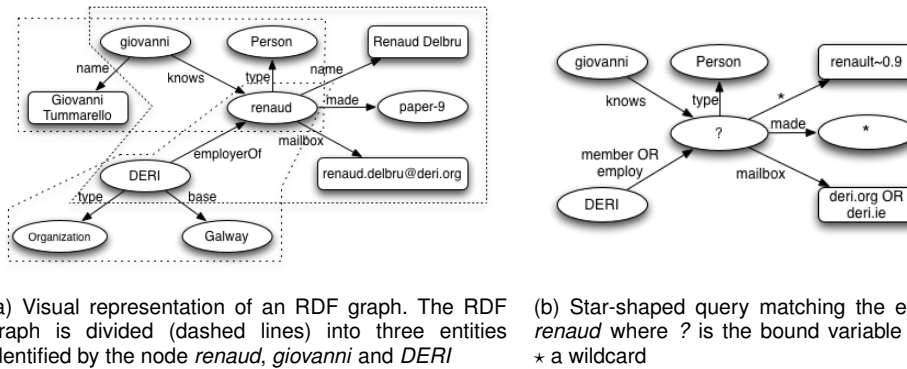 giovanni
Person
Renaud Delbru
name
knows
type
name
Giovanni
Tummarello
renaud
made
paper-9
employerOf
mailbox
DERI
renaud.delbru@deri.org
type
base
Organization
Galway
giovanni
Person
renault~0.9
knows
type
*
?
made
*
member OR
employ
mailbox
DERI
deri.org OR
deri.ie
a) Visual representation of an RDF graph. The RDF
raph is divided (dashed lines) into three entities
dentified by the node renaud, giovanni and DERI
(b) Star-shaped query matching the e
renaud where ? is the bound variable
⋆ a wildcard